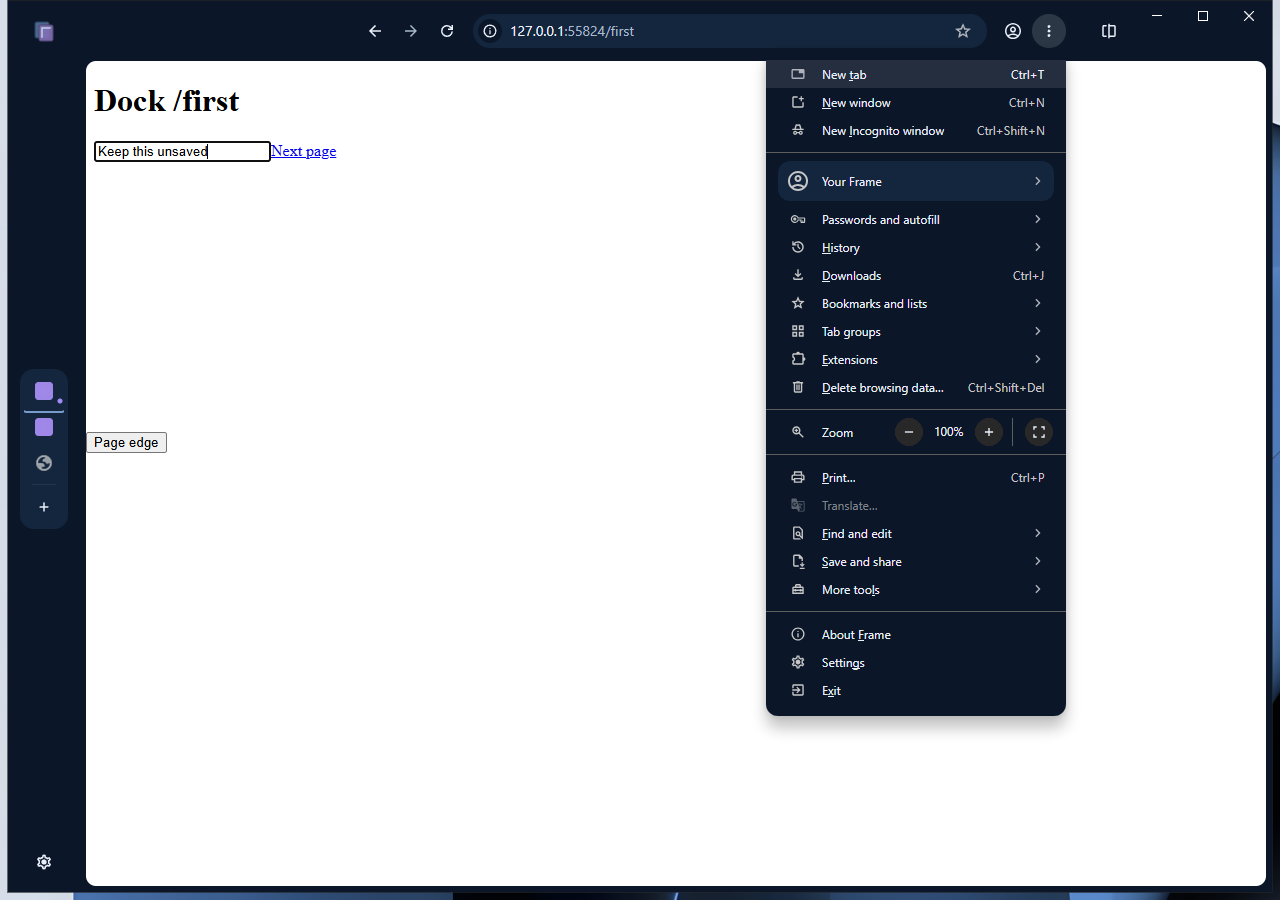 127.0.0.1:55824/first
Dock /first
Keep this unsaved Next page
Page edge
New tab Ctrl+T
New window Ctrl+N
New Incognito window Ctrl+Shift+N
Your Frame
Passwords and autofill
History
Downloads Ctrl+J
Bookmarks and lists
Tab groups
Extensions
Delete browsing data... Ctrl+Shift+Del
Zoom − 100% +
Print... Ctrl+P
Translate...
Find and edit
Save and share
More tools
About Frame
Settings
Exit